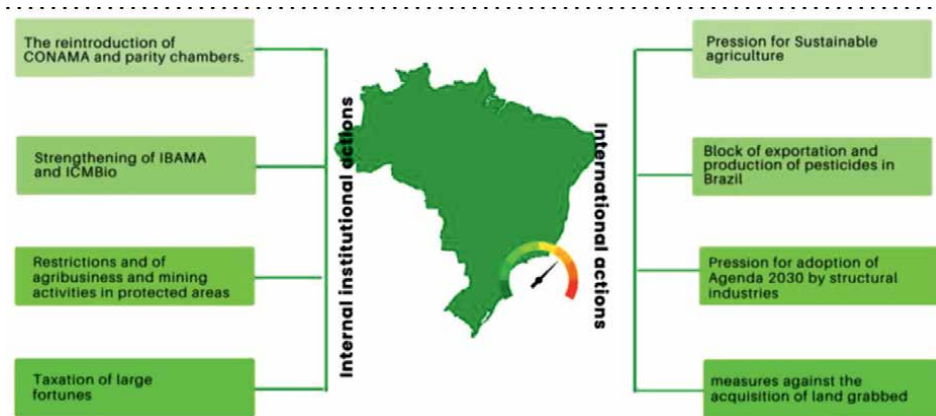 The reintroduction of
CONAMA and parity chambers.
Strengthening of IBAMA
and ICMBio
Restrictions and of
agribusiness and mining
activities in protected areas
Taxation of large
fortunes
Internal institutional actions
International actions
Pression for Sustainable
agriculture
Block of exportation and
production of pesticides in
Brazil
Pression for adoption of
Agenda 2030 by structural
industries
measures against the
acquisition of land grabbed